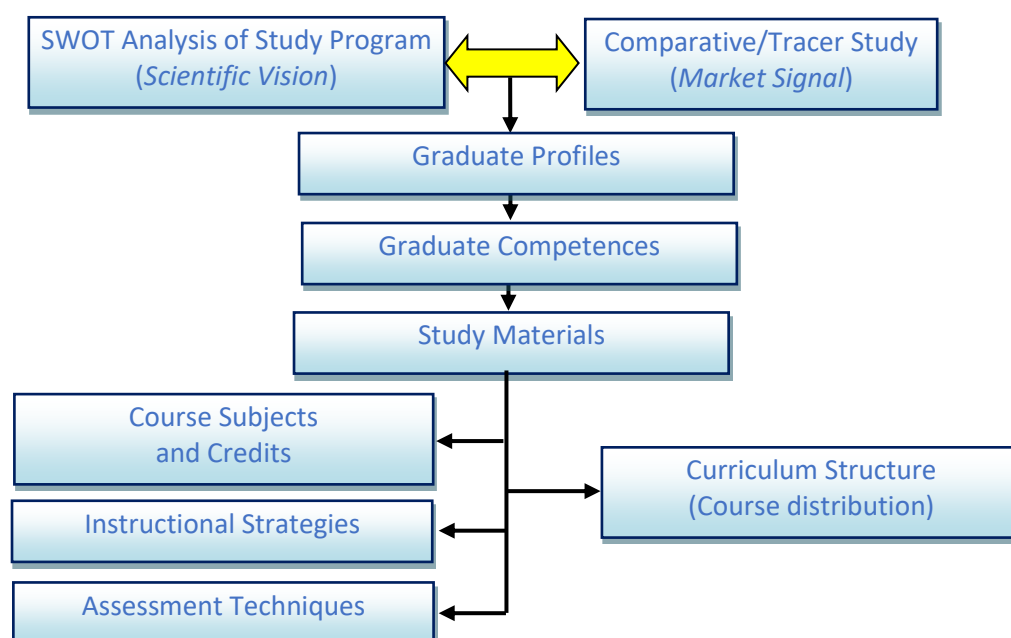 SWOT Analysis of Study Program
(Scientific Vision)
Comparative/Tracer Study
(Market Signal)
Graduate Profiles
Graduate Competences
Study Materials
Course Subjects
and Credits
Curriculum Structure
(Course distribution)
Instructional Strategies
Assessment Techniques